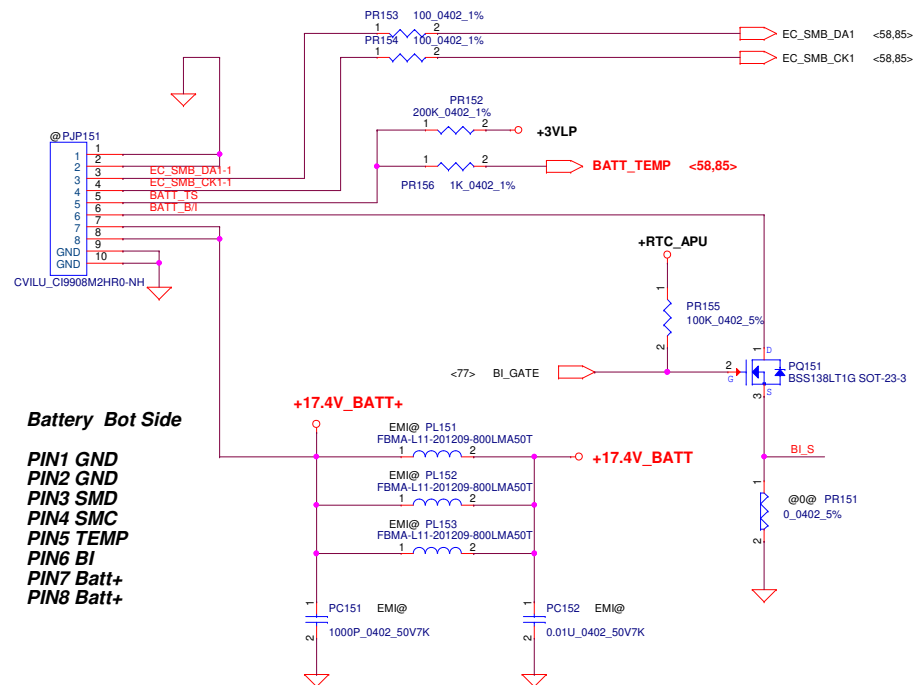 PR153 100_0402_1%
1 2
EC_SMB_DA1 <58,85>
PR154 100_0402_1%
1 2
EC_SMB_CK1 <58,85>
PR152
200K_0402_1%
1 2
+3VLP
1 2
BATT_TEMP <58,85>
PR156 1K_0402_1%
@PJP151
1 1
2 2
3 3 EC_SMB_DA1-1
4 4 EC_SMB_CK1-1
5 5 BATT_TS
6 6 BATT_B/I
7 7
8 8
GND 9
GND 10
CVILU_CI9908M2HR0-NH
+RTC_APU
1
PR155
100K_0402_5%
2
<77> BI_GATE
1 D
2 G
PQ151
BSS138LT1G SOT-23-3
3 S
BI_S
1
@0@ PR151
0_0402_5%
2
+17.4V_BATT+
EMI@ PL151
FBMA-L11-201209-800LMA50T
1 2
+17.4V_BATT
EMI@ PL152
FBMA-L11-201209-800LMA50T
1 2
EMI@ PL153
FBMA-L11-201209-800LMA50T
1 2
1
PC151 EMI@
1000P_0402_50V7K
2
1
PC152 EMI@
0.01U_0402_50V7K
2
Battery Bot Side
PIN1 GND
PIN2 GND
PIN3 SMD
PIN4 SMC
PIN5 TEMP
PIN6 BI
PIN7 Batt+
PIN8 Batt+